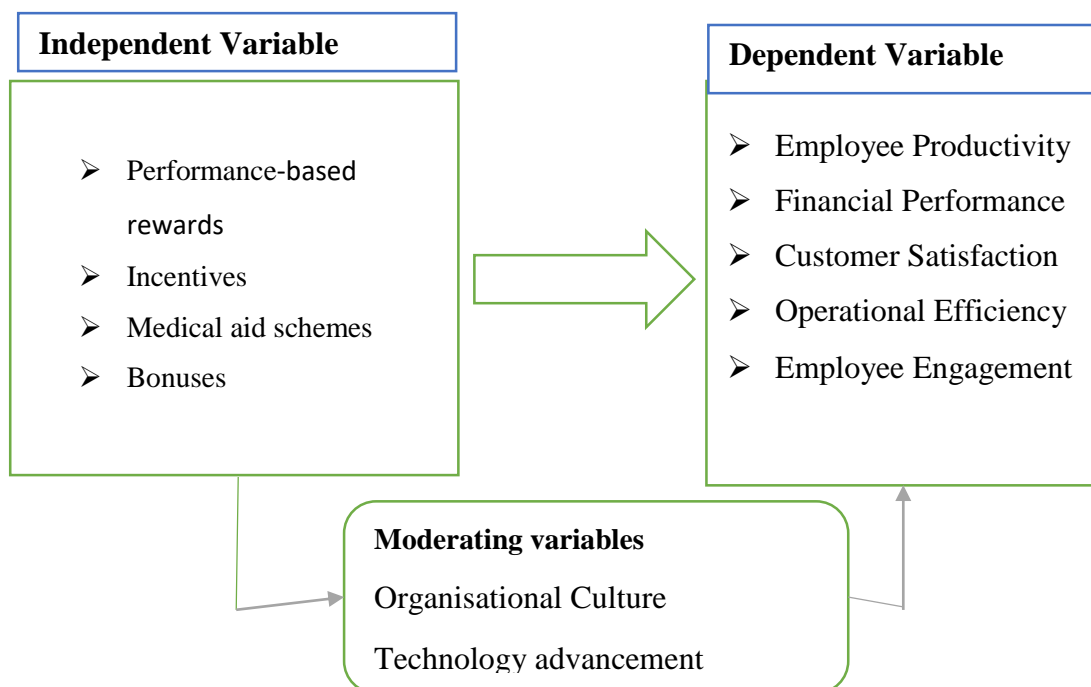 Independent Variable
Performance-based
rewards
Incentives
Medical aid schemes
Bonuses
Dependent Variable
Employee Productivity
Financial Performance
Customer Satisfaction
Operational Efficiency
Employee Engagement
Moderating variables
Organisational Culture
Technology advancement